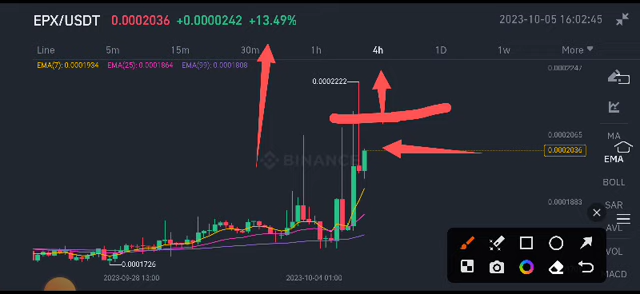 EPX/USDT 0.0002036 +0.0000242 +13.49% 2023-10-05 16:02:45
Line 5m 15m 30m 1h 4h 1D 1w More
EMA(7): 0.0001934 EMA(25): 0.0001864 EMA(99): 0.0001808
0.0002247
0.0002222
0.0002065
MA
BINANCE
0.0002036
EMA
BOLL
0.0001883
SAR
AVL
VOL
0.0001726
MACD
2023-09-28 13:00 2023-10-04 01:00